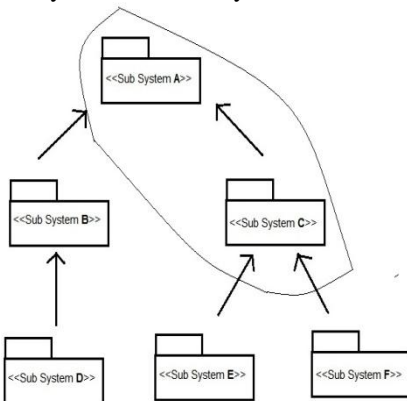 <<Sub System A>>
<<Sub System B>>
<<Sub System C>>
<<Sub System D>>
<<Sub System E>>
<<Sub System F>>